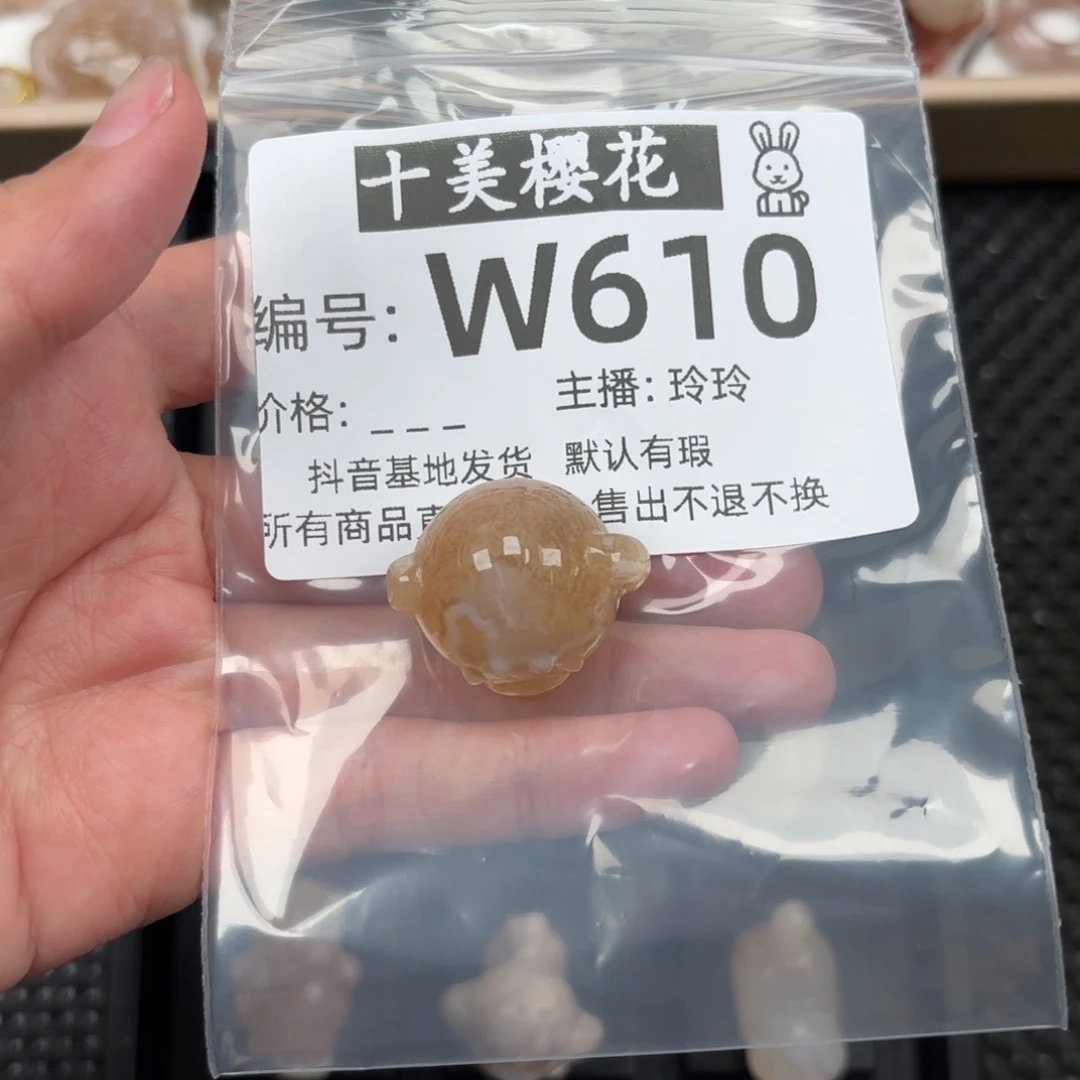 十美樱花
编号: W610
价格: _ _ _ 主播: 玲玲
抖音基地发货 默认有瑕
所有商品 售出不退不换